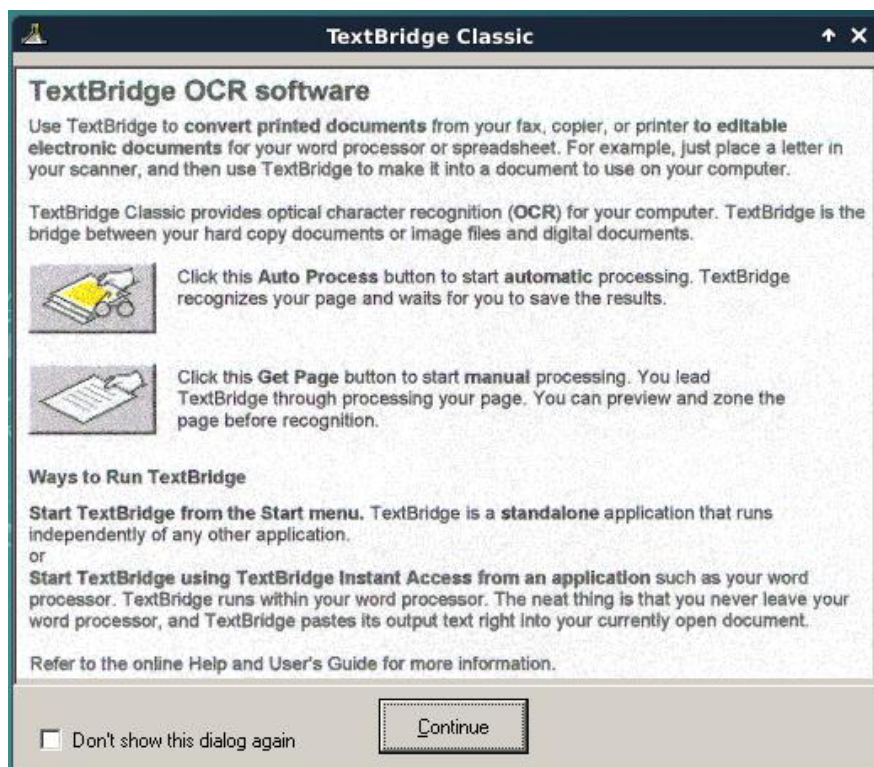 TextBridge Classic
TextBridge OCR software
Use TextBridge to convert printed documents from your fax, copier, or printer to editable
electronic documents for your word processor or spreadsheet. For example, just place a letter in
your scanner, and then use TextBridge to make it into a document to use on your computer.
TextBridge Classic provides optical character recognition (OCR) for your computer. TextBridge is the
bridge between your hard copy documents or image files and digital documents.
Click this Auto Process button to start automatic processing. TextBridge
recognizes your page and waits for you to save the results.
Click this Get Page button to start manual processing. You lead
TextBridge through processing your page. You can preview and zone the
page before recognition.
Ways to Run TextBridge
Start TextBridge from the Start menu. TextBridge is a standalone application that runs
independently of any other application.
or
Start TextBridge using TextBridge Instant Access from an application such as your word
processor. TextBridge runs within your word processor. The neat thing is that you never leave your
word processor, and TextBridge pastes its output text right into your currently open document.
Refer to the online Help and User's Guide for more information.
Don't show this dialog again
Continue